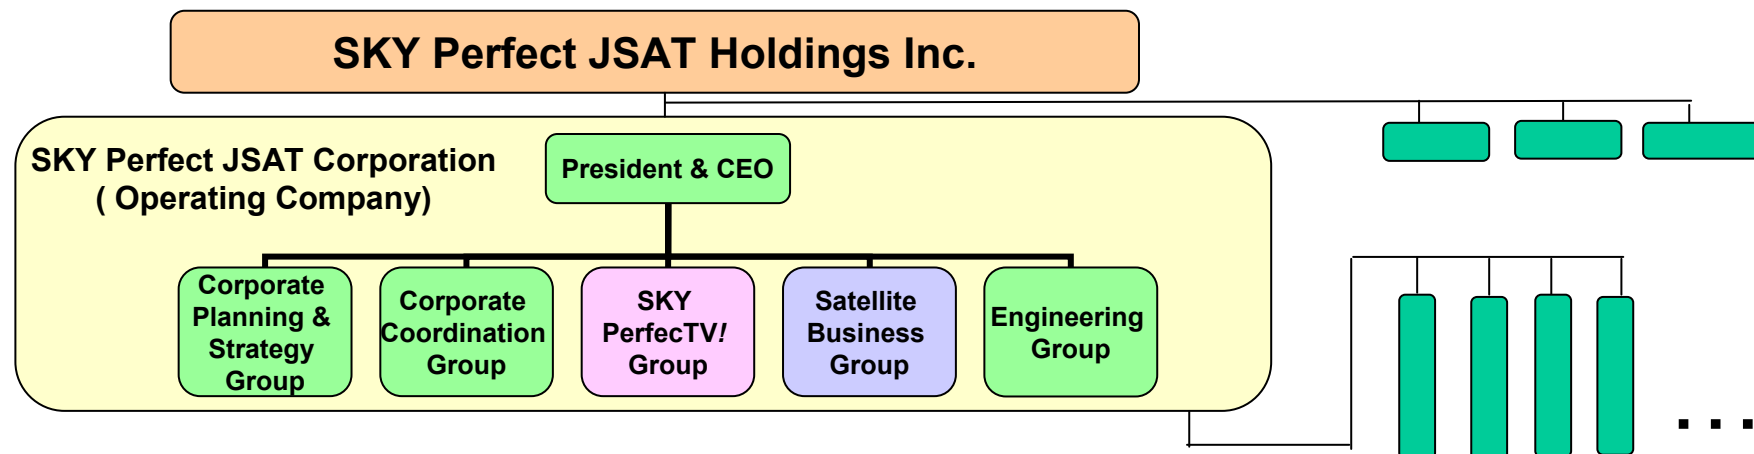 SKY Perfect JSAT Holdings Inc.
SKY Perfect JSAT Corporation
( Operating Company)
President & CEO
Corporate
Planning &
Strategy
Group
Corporate
Coordination
Group
SKY
PerfecTV!
Group
Satellite
Business
Group
Engineering
Group
. . .